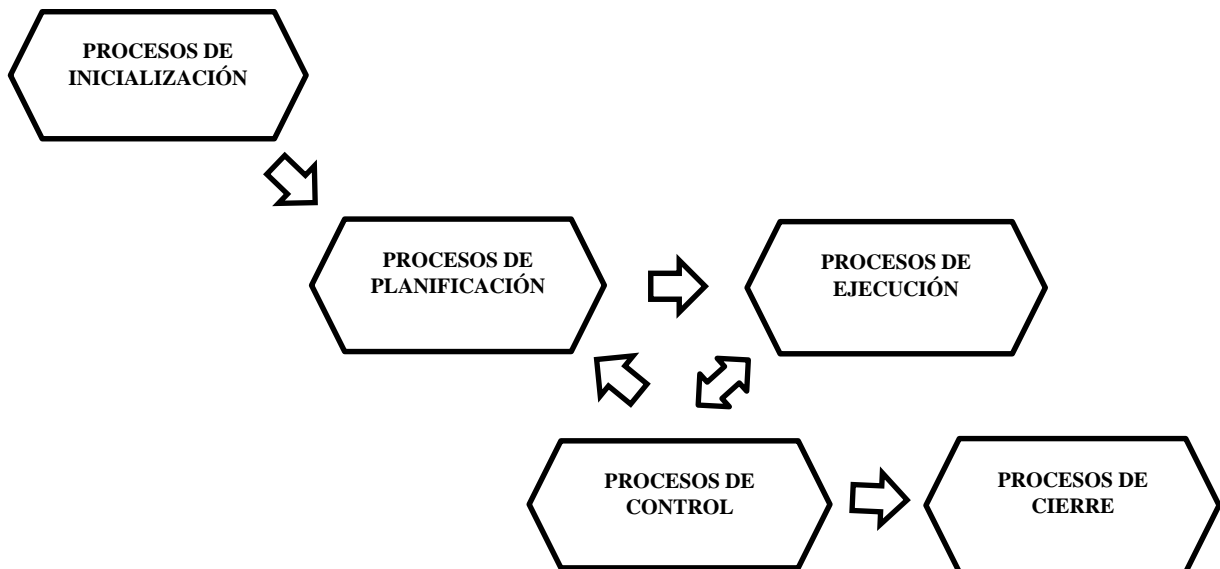 PROCESOS DE
INICIALIZACIÓN
PROCESOS DE
PLANIFICACIÓN
PROCESOS DE
EJECUCIÓN
PROCESOS DE
CONTROL
PROCESOS DE
CIERRE